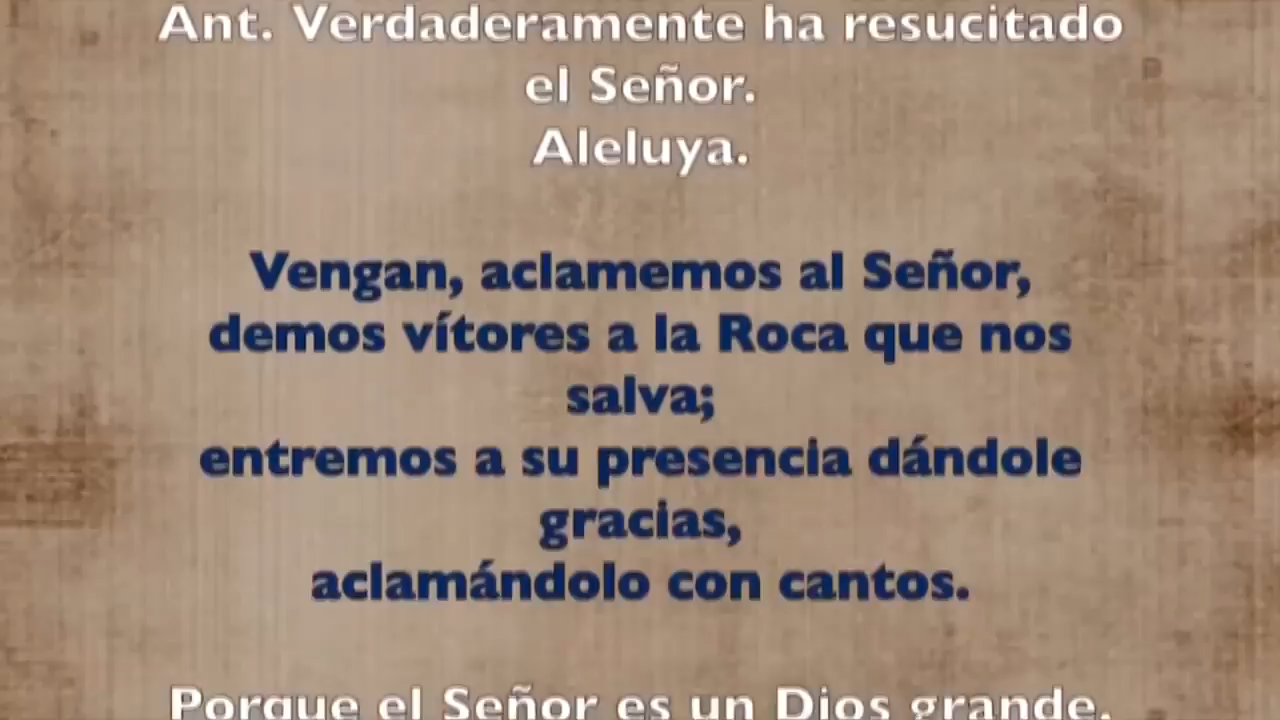 Ant. Verdaderamente ha resucitado
el Señor.
Aleluya.
Vengan, aclamemos al Señor,
demos vítores a la Roca que nos
salva;
entremos a su presencia dándole
gracias,
aclamándolo con cantos.
Porque el Señor es un Dios grande,